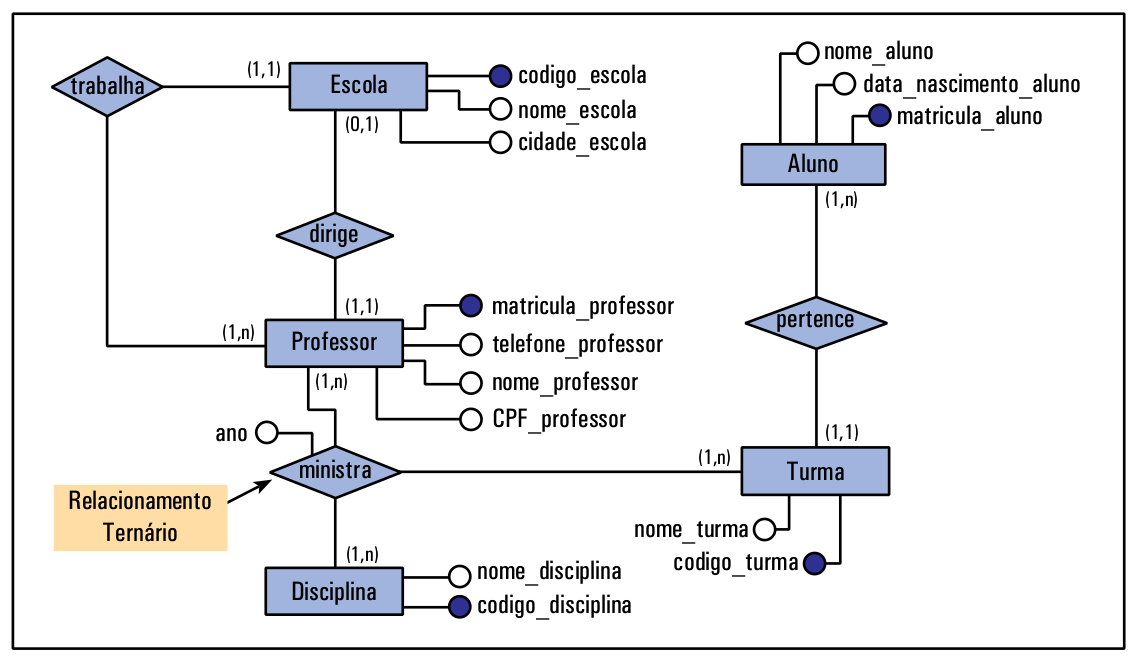 nome_aluno
data_nascimento_aluno
matricula_aluno
Aluno
(1,n)
trabalha
(1,1)
Escola
codigo_escola
nome_escola
cidade_escola
(0,1)
dirige
(1,1)
(1,n)
Professor
matricula_professor
telefone_professor
nome_professor
CPF_professor
(1,n)
pertence
(1,1)
ano
ministra
(1,n)
Turma
Relacionamento
Ternário
nome_turma
codigo_turma
(1,n)
Disciplina
nome_disciplina
codigo_disciplina